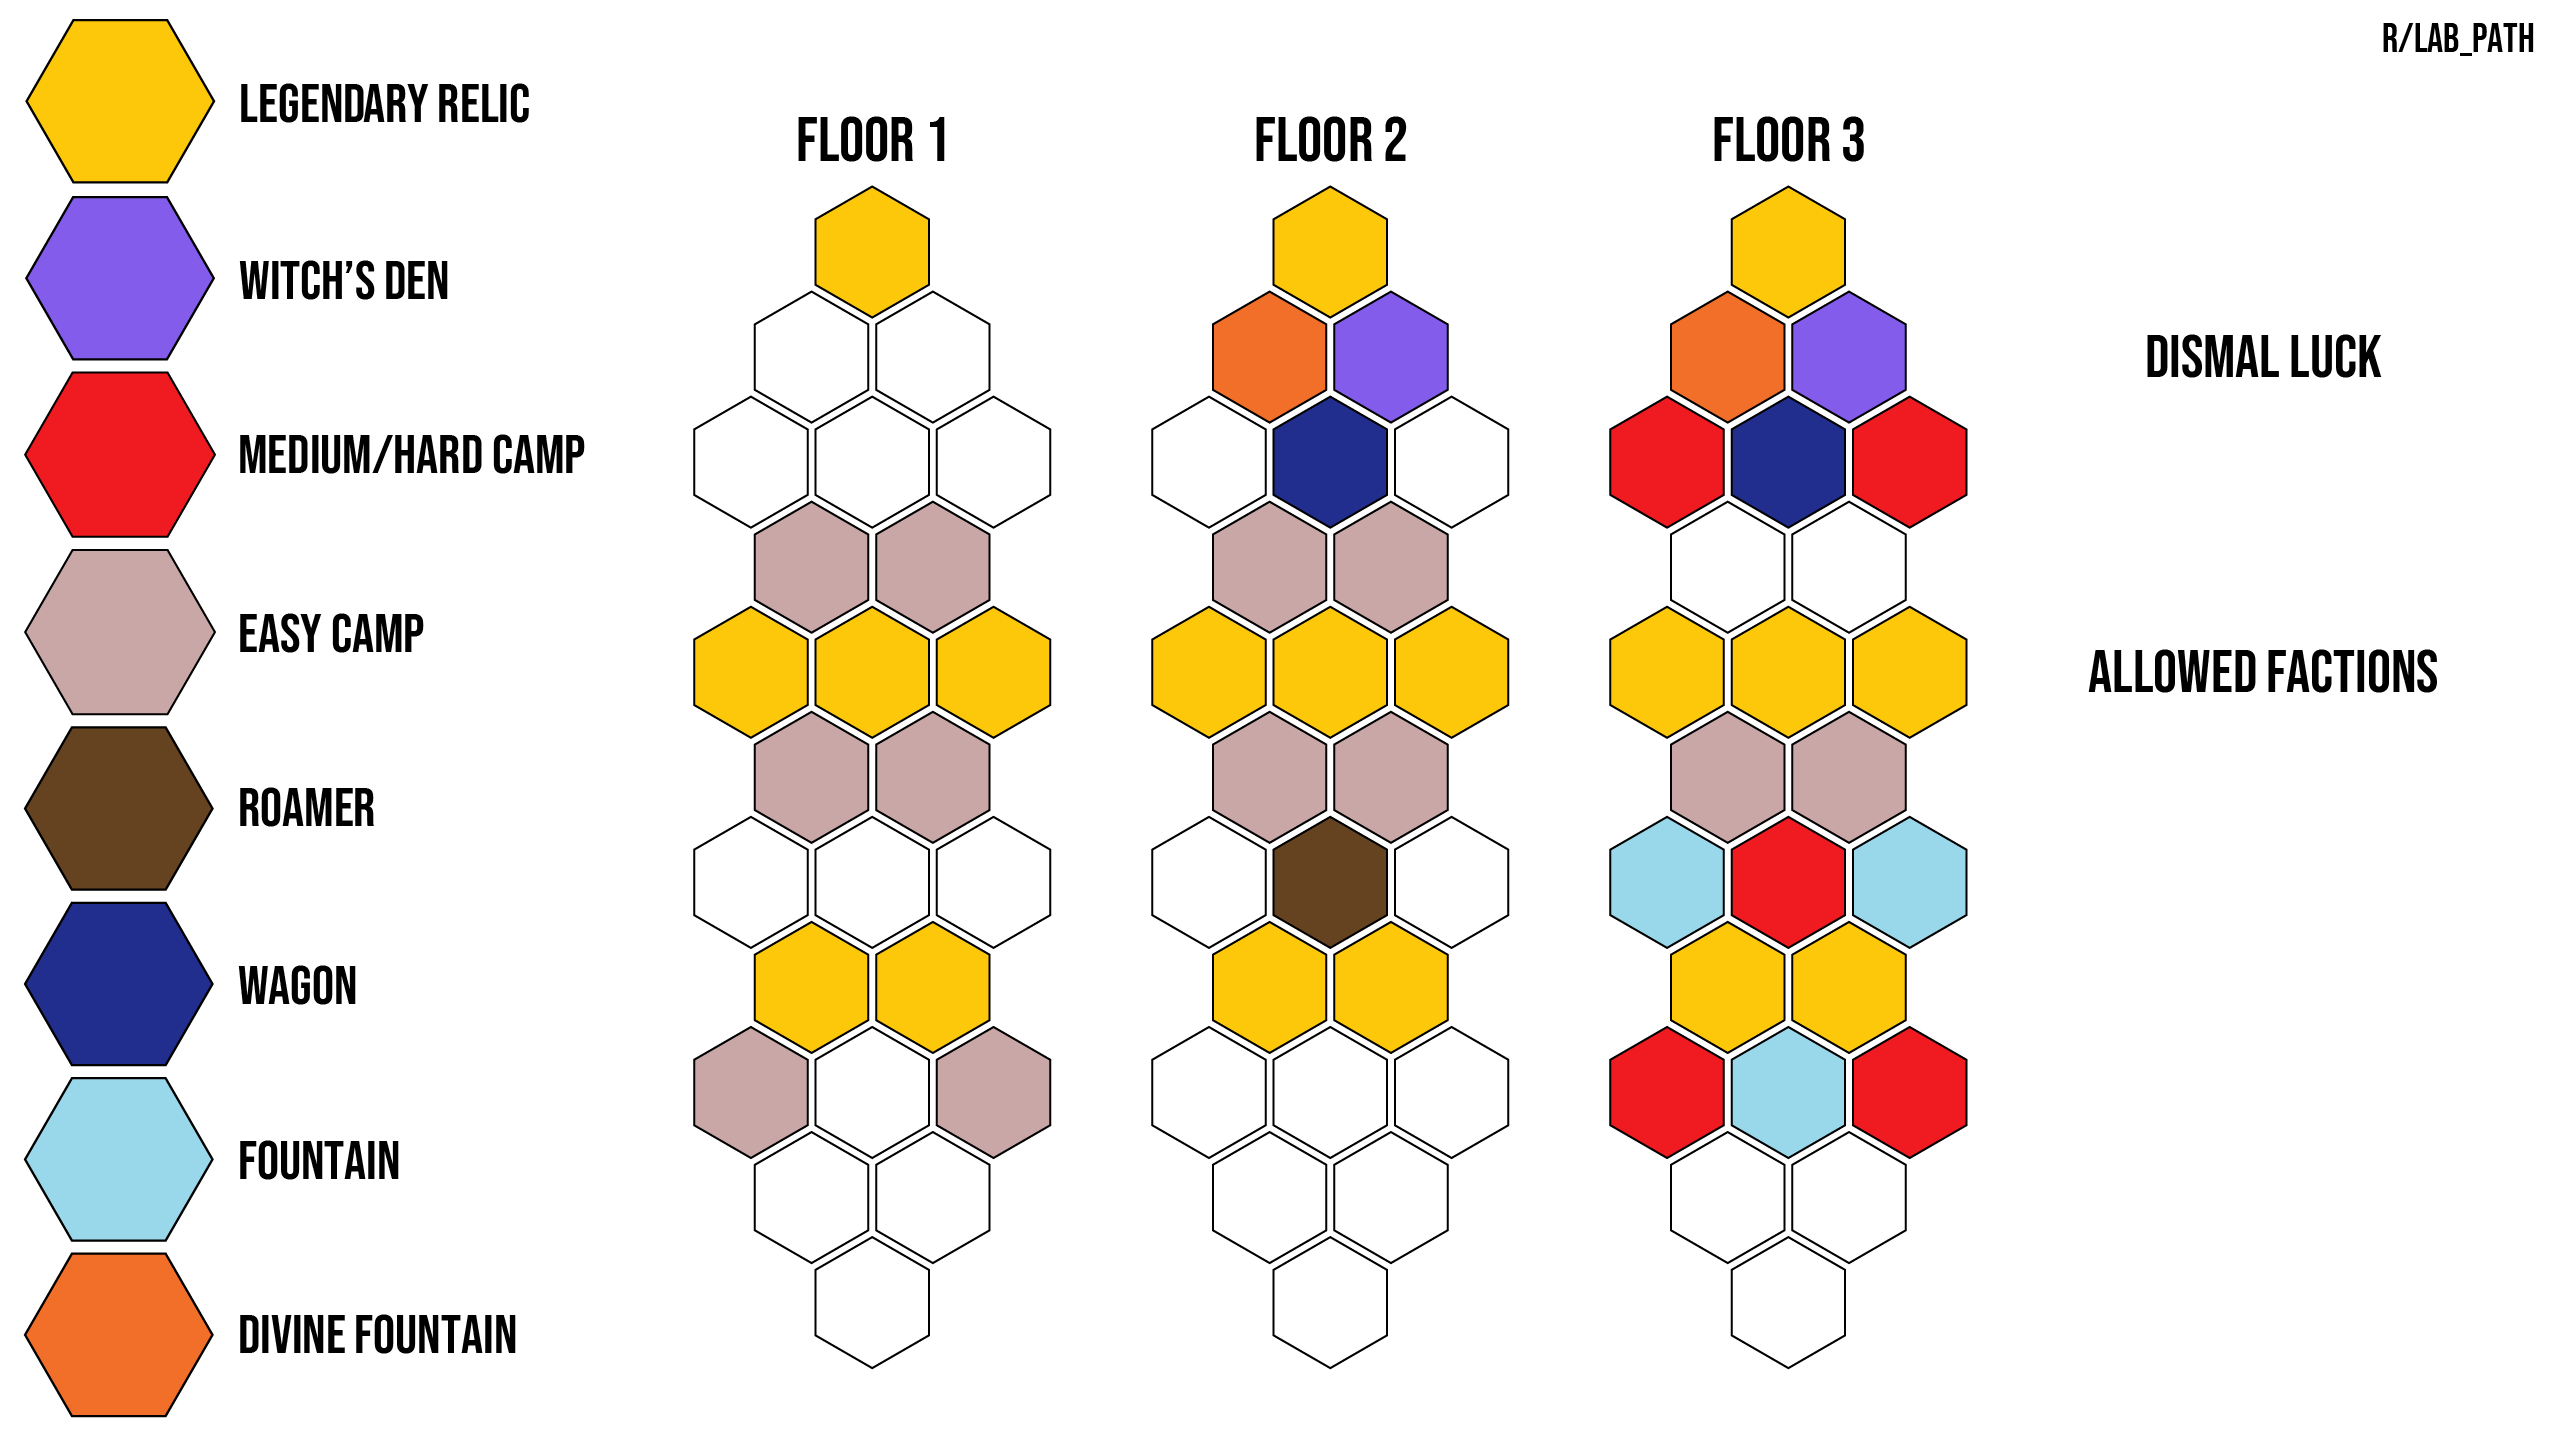 R/LAB_PATH
LEGENDARY RELIC
WITCH'S DEN
MEDIUM/HARD CAMP
EASY CAMP
ROAMER
WAGON
FOUNTAIN
DIVINE FOUNTAIN
FLOOR 1
FLOOR 2
FLOOR 3
DISMAL LUCK
ALLOWED FACTIONS